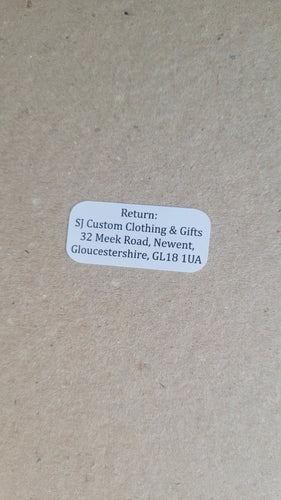 Return:
SJ Custom Clothing & Gifts
32 Meek Road, Newent,
Gloucestershire, GL18 1UA